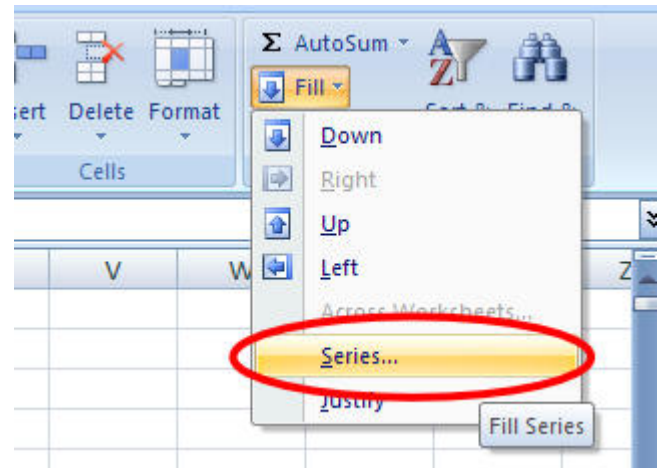 Σ AutoSum
Fill
sert Delete Format
Cells
Down
Right
Up
Left
Across Worksheets...
Series...
Justify
Fill Series
V W Z